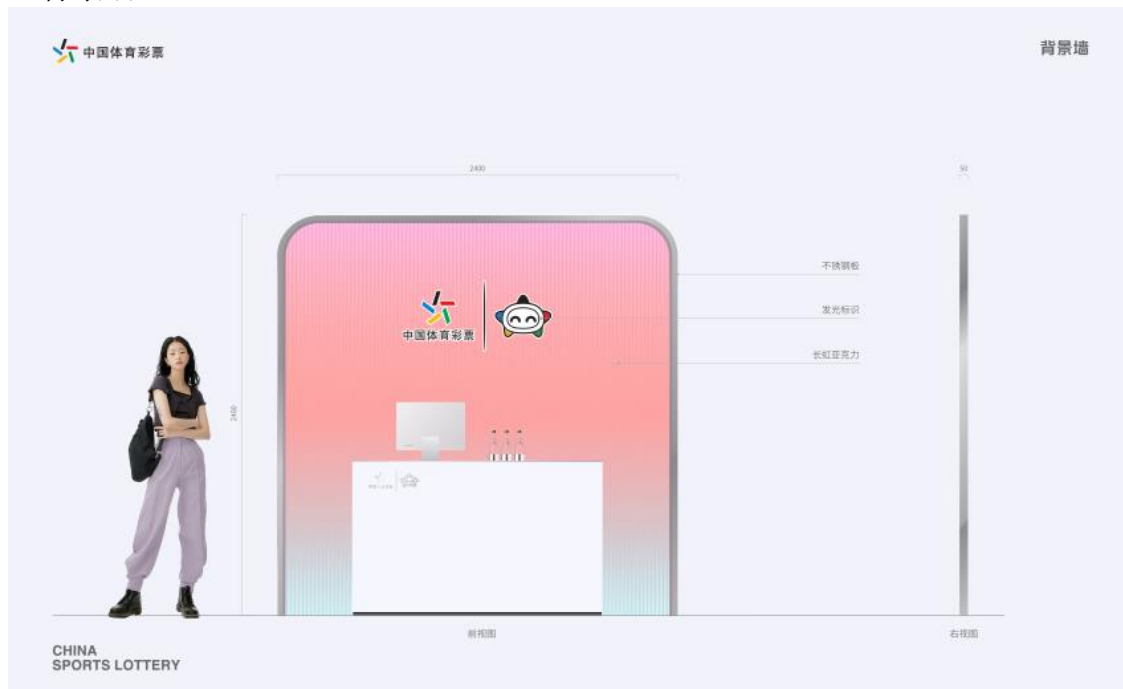 中国体育彩票
背景墙
2400
50
不锈钢板
发光标识
中国体育彩票
长虹亚克力
2400
前视图
右视图
CHINA
SPORTS LOTTERY